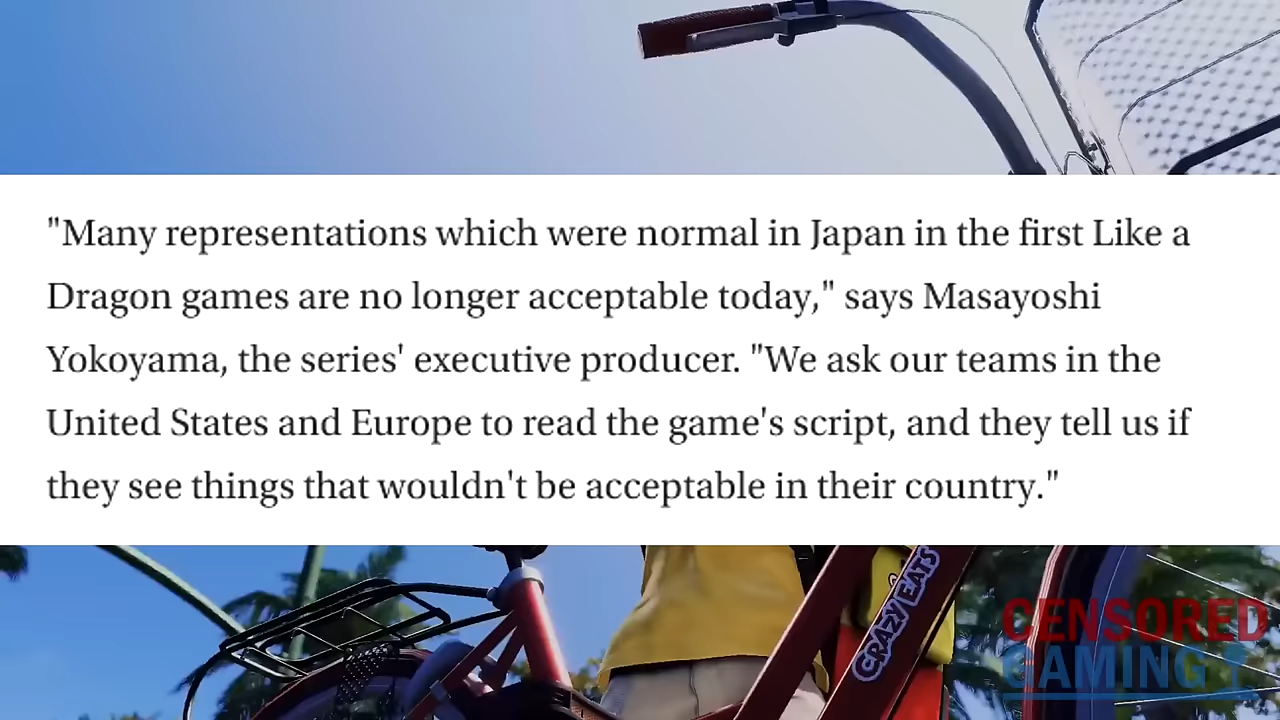 "Many representations which were normal in Japan in the first Like a
Dragon games are no longer acceptable today," says Masayoshi
Yokoyama, the series' executive producer. "We ask our teams in the
United States and Europe to read the game's script, and they tell us if
they see things that wouldn't be acceptable in their country."
CRAZY EATS
CENSORED
GAMING